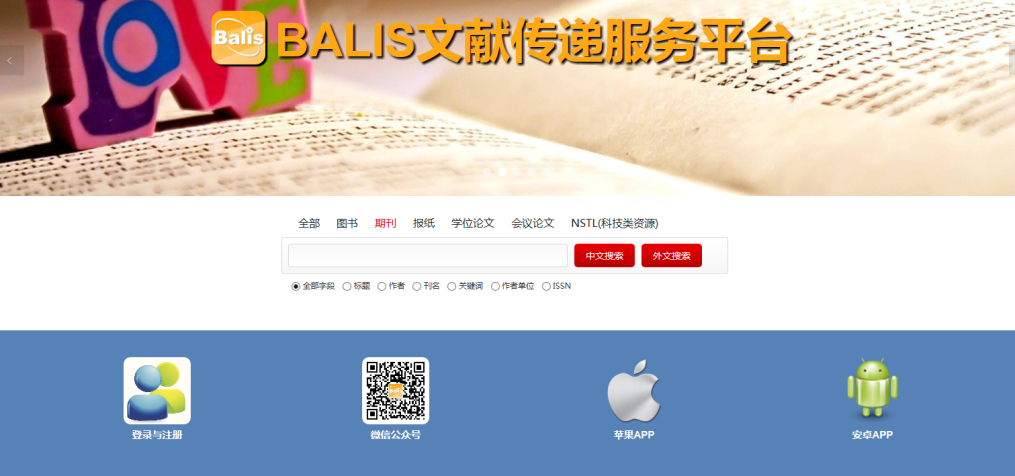 Balis BALIS文献传递服务平台
全部 图书 期刊 报纸 学位论文 会议论文 NSTL(科技类资源)
中文搜索 外文搜索
全部字段 标题 作者 刊名 关键词 作者单位 ISSN
登录与注册 微信公众号 苹果APP 安卓APP